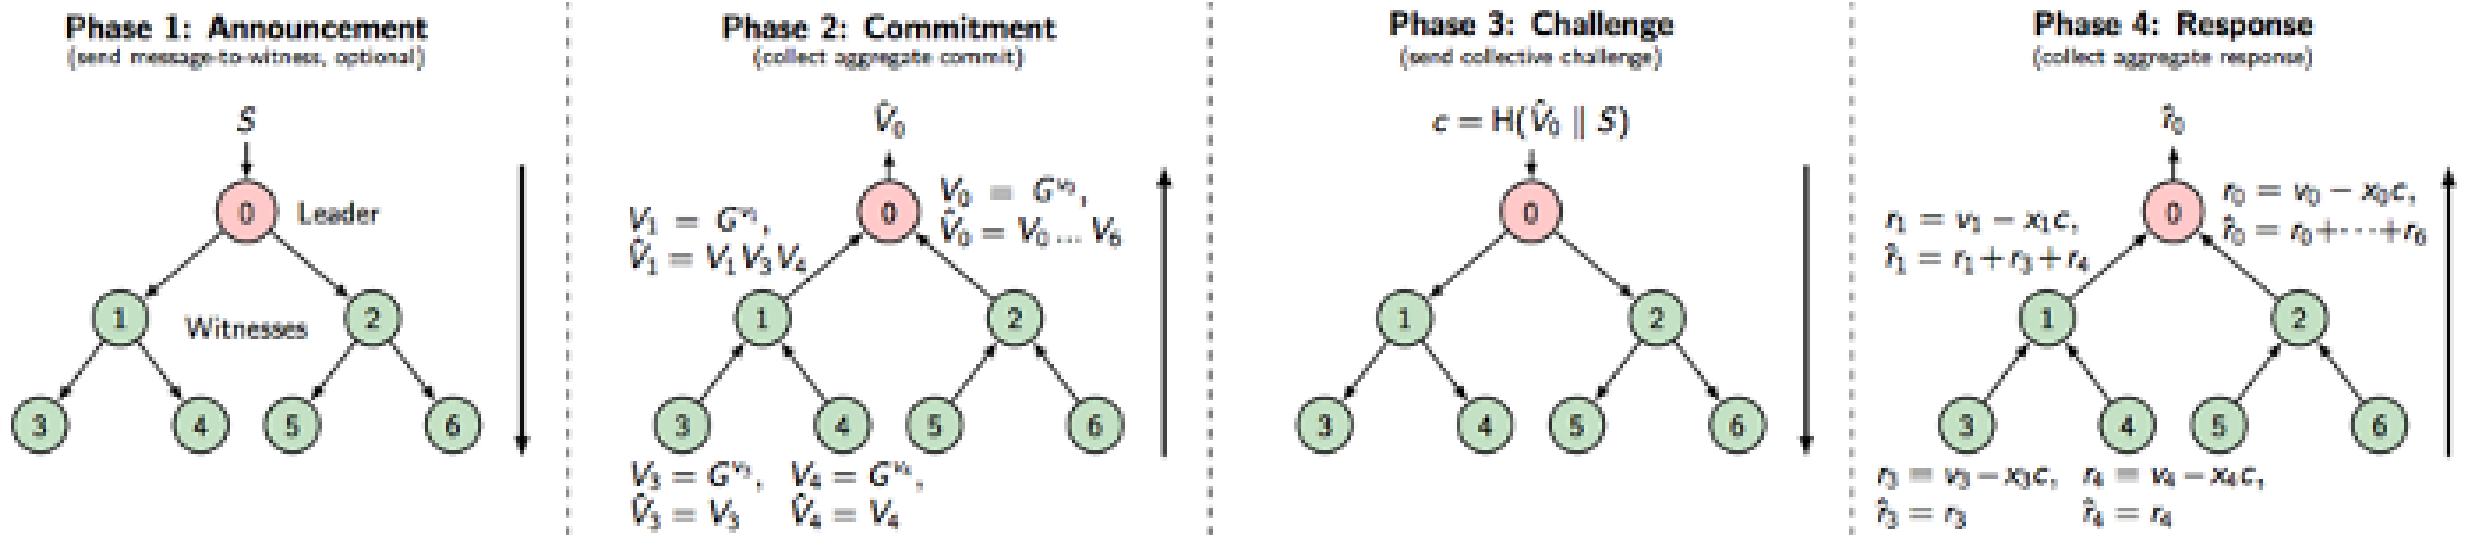 Phase 1: Announcement
(send message-to-witness, optional)
S
0
Leader
1
Witnesses
2
3
4
5
6
Phase 2: Commitment
(collect aggregate commit)
V̂₀
V₁ = Gᵛ¹,
V̂₁ = V₁V₃V₄
0
V₀ = Gᵛ⁰,
V̂₀ = V₀...V₆
1
2
3
4
5
6
V₃ = Gᵛ³, V₄ = Gᵛ⁴,
V̂₃ = V₃ V̂₄ = V₄
Phase 3: Challenge
(send collective challenge)
c = H(V̂₀ ∥ S)
0
1
2
3
4
5
6
Phase 4: Response
(collect aggregate response)
r̂₀
r₁ = v₁ − x₁c,
r̂₁ = r₁+r₃+r₄
0
r₀ = v₀ − x₀c,
r̂₀ = r₀+⋯+r₆
1
2
3
4
5
6
r₃ = v₃−x₃c, r₄ = v₄−x₄c,
r̂₃ = r₃ r̂₄ = r₄